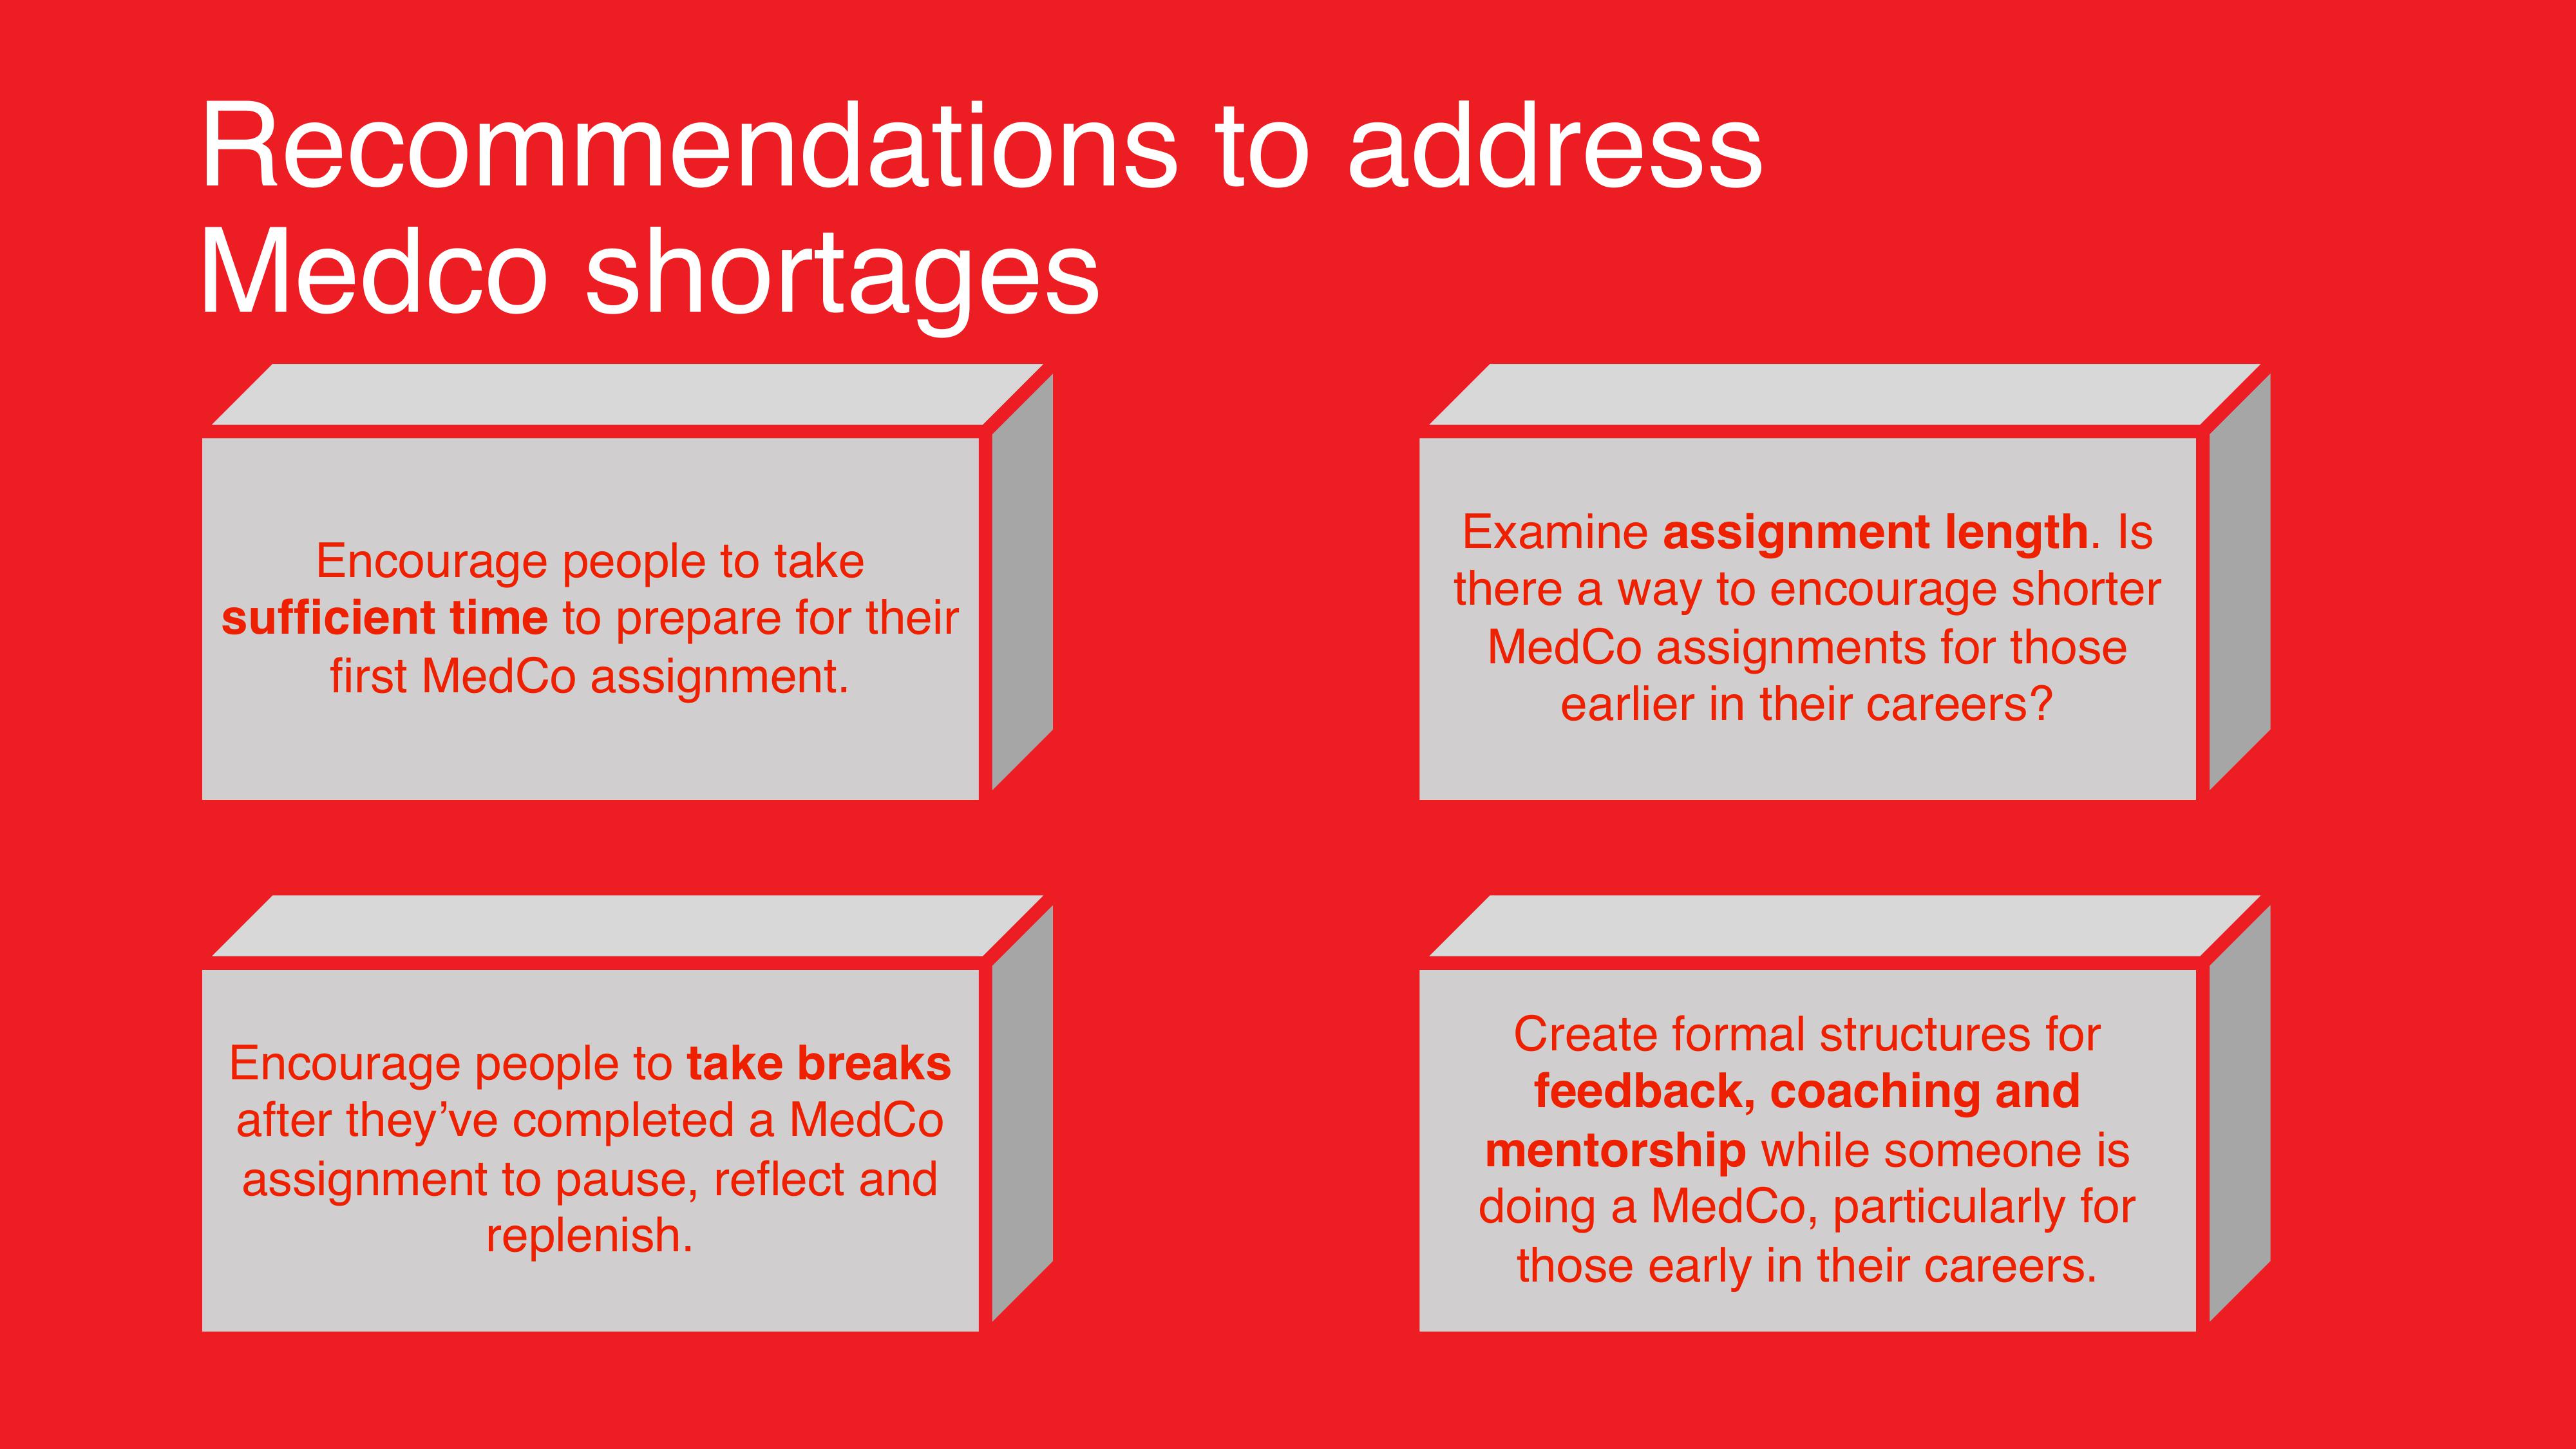 Recommendations to address
Medco shortages
Encourage people to take
sufficient time to prepare for their
first MedCo assignment.
Examine assignment length. Is
there a way to encourage shorter
MedCo assignments for those
earlier in their careers?
Encourage people to take breaks
after they’ve completed a MedCo
assignment to pause, reflect and
replenish.
Create formal structures for
feedback, coaching and
mentorship while someone is
doing a MedCo, particularly for
those early in their careers.